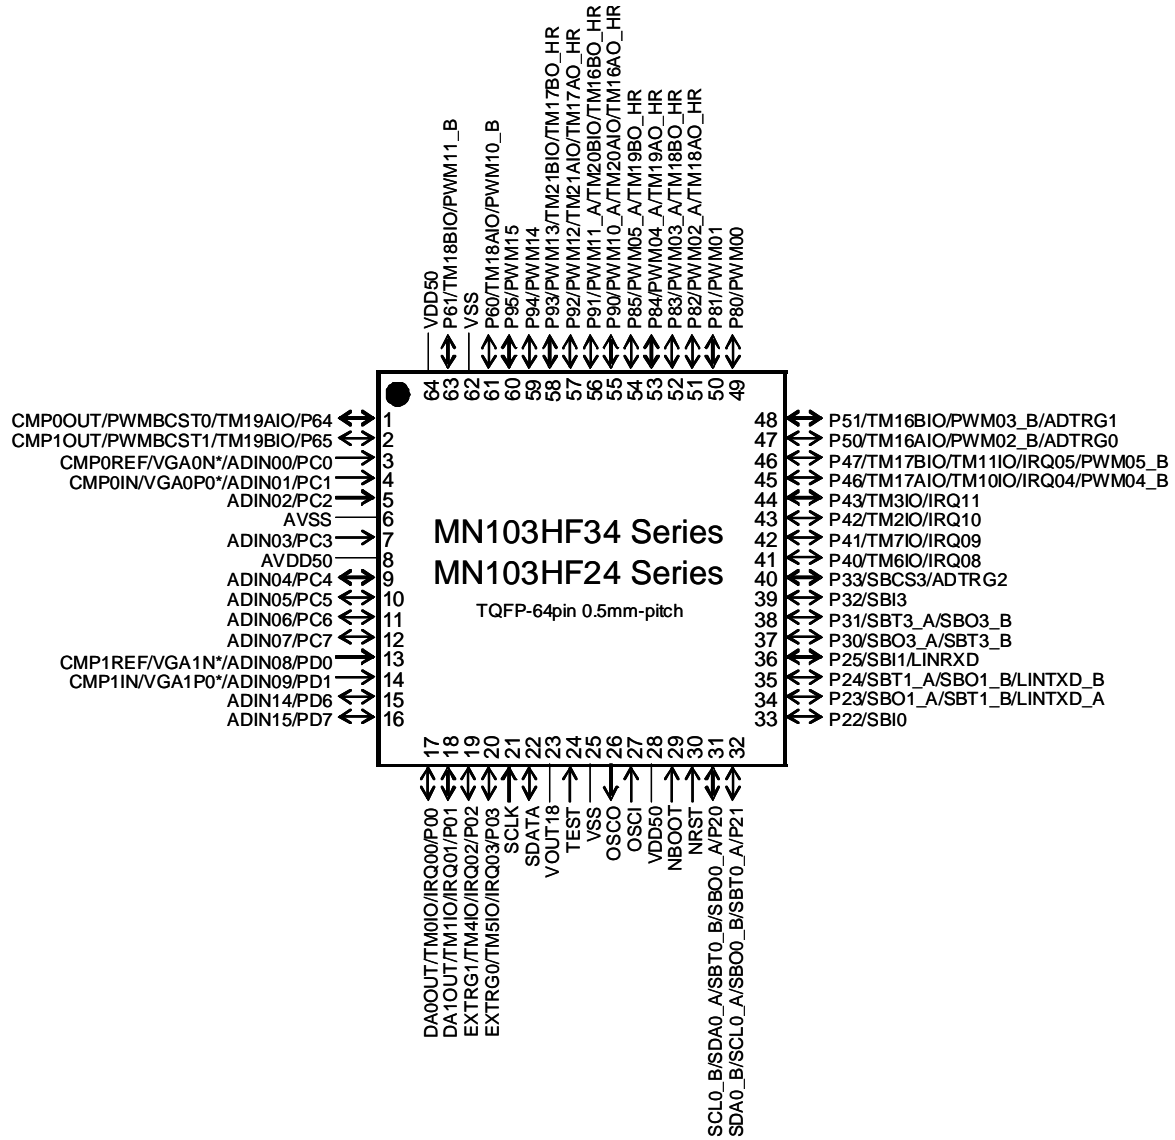 VDD50
P61/TM18BIO/PWM11_B
VSS
P60/TM18AIO/PWM10_B
P95/PWM15
P94/PWM14
P93/PWM13/TM21BIO/TM17BO_HR
P92/PWM12/TM21AIO/TM17AO_HR
P91/PWM11_A/TM20BIO/TM16BO_HR
P90/PWM10_A/TM20AIO/TM16AO_HR
P85/PWM05_A/TM19BO_HR
P84/PWM04_A/TM19AO_HR
P83/PWM03_A/TM18BO_HR
P82/PWM02_A/TM18AO_HR
P81/PWM01
P80/PWM00
64 63 62 61 60 59 58 57 56 55 54 53 52 51 50 49
CMP0OUT/PWMBCST0/TM19AIO/P64 1
CMP1OUT/PWMBCST1/TM19BIO/P65 2
CMP0REF/VGA0N*/ADIN00/PC0 3
CMP0IN/VGA0P0*/ADIN01/PC1 4
ADIN02/PC2 5
AVSS 6
ADIN03/PC3 7
AVDD50 8
ADIN04/PC4 9
ADIN05/PC5 10
ADIN06/PC6 11
ADIN07/PC7 12
CMP1REF/VGA1N*/ADIN08/PD0 13
CMP1IN/VGA1P0*/ADIN09/PD1 14
ADIN14/PD6 15
ADIN15/PD7 16
MN103HF34 Series
MN103HF24 Series
TQFP-64pin 0.5mm-pitch
48 P51/TM16BIO/PWM03_B/ADTRG1
47 P50/TM16AIO/PWM02_B/ADTRG0
46 P47/TM17BIO/TM11IO/IRQ05/PWM05_B
45 P46/TM17AIO/TM10IO/IRQ04/PWM04_B
44 P43/TM3IO/IRQ11
43 P42/TM2IO/IRQ10
42 P41/TM7IO/IRQ09
41 P40/TM6IO/IRQ08
40 P33/SBCS3/ADTRG2
39 P32/SBI3
38 P31/SBT3_A/SBO3_B
37 P30/SBO3_A/SBT3_B
36 P25/SBI1/LINRXD
35 P24/SBT1_A/SBO1_B/LINTXD_B
34 P23/SBO1_A/SBT1_B/LINTXD_A
33 P22/SBI0
17 18 19 20 21 22 23 24 25 26 27 28 29 30 31 32
DA0OUT/TM0IO/IRQ00/P00
DA1OUT/TM1IO/IRQ01/P01
EXTRG1/TM4IO/IRQ02/P02
EXTRG0/TM5IO/IRQ03/P03
SCLK
SDATA
VOUT18
TEST
VSS
OSCO
OSCI
VDD50
NBOOT
NRST
SCL0_B/SDA0_A/SBT0_B/SBO0_A/P20
SDA0_B/SCL0_A/SBO0_B/SBT0_A/P21